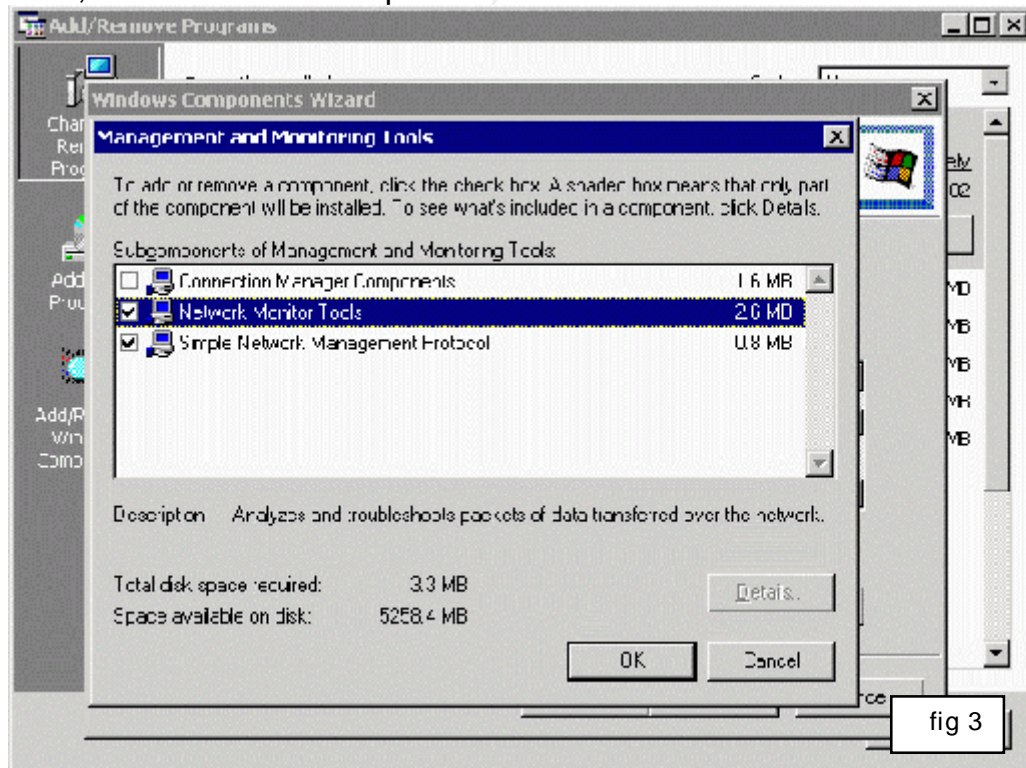 Add/Remove Programs
Windows Components Wizard
Management and Monitoring Tools
To add or remove a component, click the check box. A shaded box means that only part
of the component will be installed. To see what's included in a component, click Details.
Subcomponents of Management and Monitoring Tools:
Connection Manager Components 1.6 MB
Network Monitor Tools 2.6 MB
Simple Network Management Protocol 0.8 MB
Description: Analyzes and troubleshoots packets of data transferred over the network.
Total disk space required: 3.3 MB
Space available on disk: 5258.4 MB
Details...
OK Cancel
fig 3